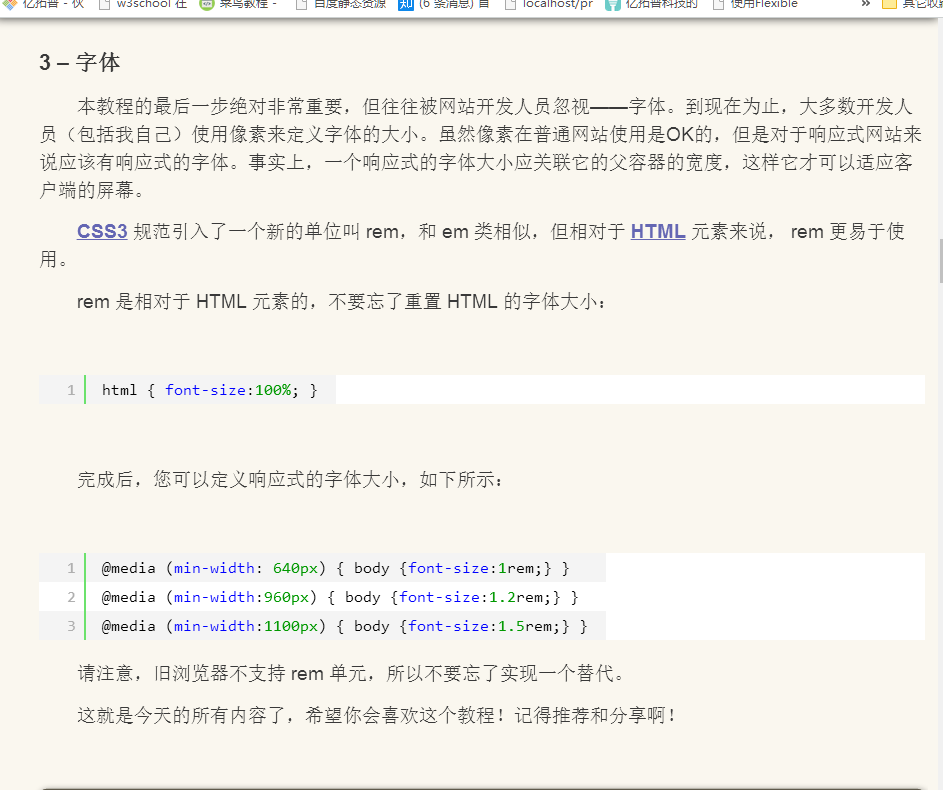 亿拓普 - 伙 w3school 在 菜鸟教程 - 百度静态资源 知 (6 条消息) 首 localhost/pr 亿拓普科技的 使用Flexible » 其它收藏
3 – 字体
本教程的最后一步绝对非常重要，但往往被网站开发人员忽视——字体。到现在为止，大多数开发人
员（包括我自己）使用像素来定义字体的大小。虽然像素在普通网站使用是OK的，但是对于响应式网站来
说应该有响应式的字体。事实上，一个响应式的字体大小应关联它的父容器的宽度，这样它才可以适应客
户端的屏幕。
CSS3 规范引入了一个新的单位叫 rem，和 em 类相似，但相对于 HTML 元素来说， rem 更易于使
用。
rem 是相对于 HTML 元素的，不要忘了重置 HTML 的字体大小：
1 html { font-size:100%; }
完成后，您可以定义响应式的字体大小，如下所示：
1 @media (min-width: 640px) { body {font-size:1rem;} }
2 @media (min-width:960px) { body {font-size:1.2rem;} }
3 @media (min-width:1100px) { body {font-size:1.5rem;} }
请注意，旧浏览器不支持 rem 单元，所以不要忘了实现一个替代。
这就是今天的所有内容了，希望你会喜欢这个教程！记得推荐和分享啊！